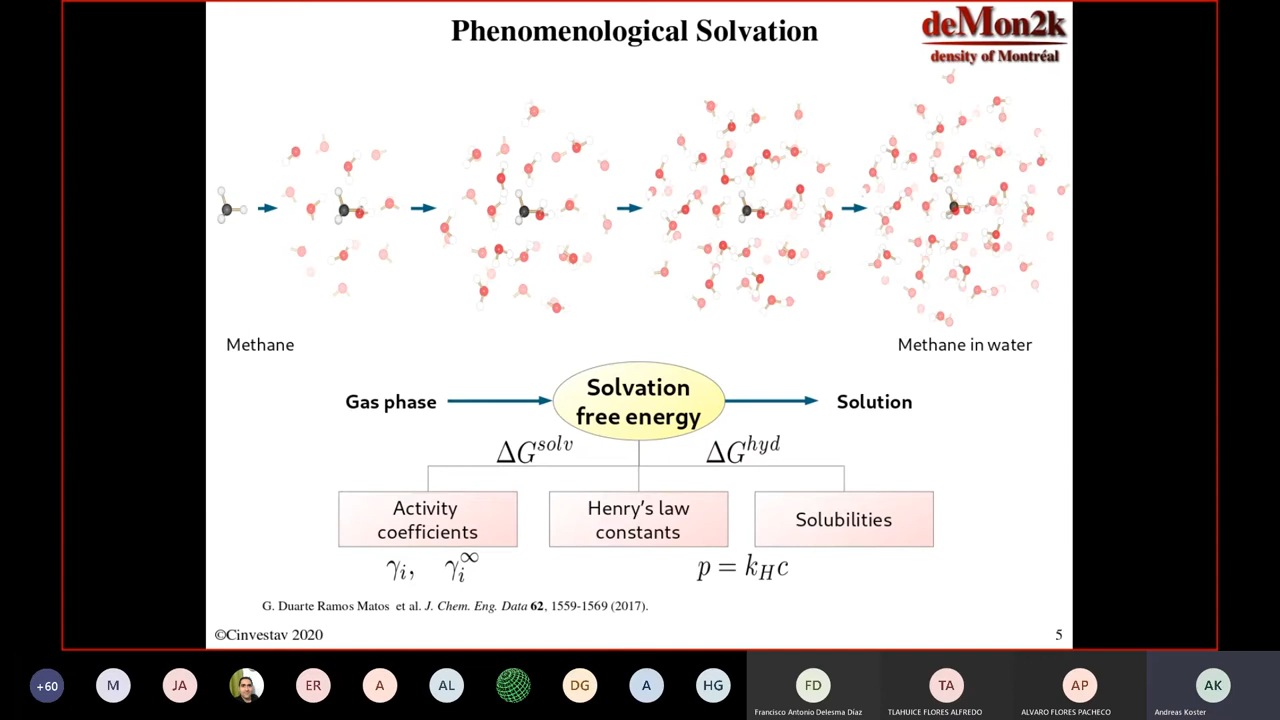 Phenomenological Solvation
deMon2k
density of Montréal
Methane
Methane in water
Gas phase
Solvation
free energy
Solution
ΔG^solv
ΔG^hyd
Activity
coefficients
Henry's law
constants
Solubilities
γ_i, γ_i^∞
p = k_H c
G. Duarte Ramos Matos et al. J. Chem. Eng. Data 62, 1559-1569 (2017).
©Cinvestav 2020
5
+60
M
JA
ER
A
AL
DG
A
HG
FD
Francisco Antonio Delesma Díaz
TA
TLAHUICE FLORES ALFREDO
AP
ALVARO FLORES PACHECO
AK
Andreas Koster